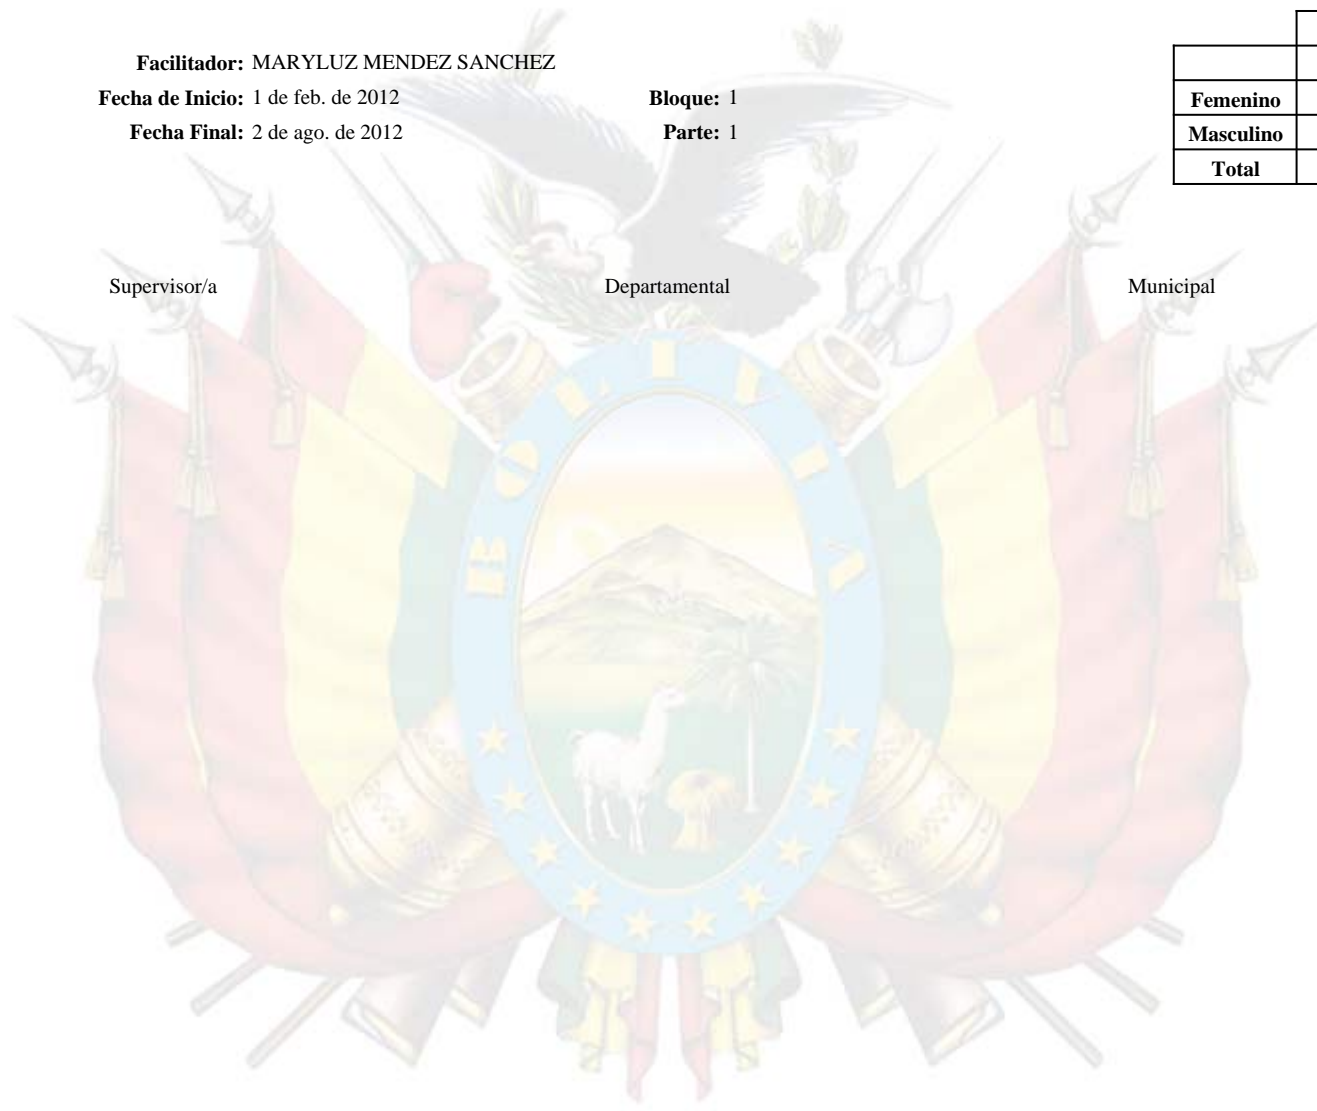 Facilitador: MARYLUZ MENDEZ SANCHEZ
Fecha de Inicio: 1 de feb. de 2012 Bloque: 1
Fecha Final: 2 de ago. de 2012 Parte: 1
Femenino
Masculino
Total
Supervisor/a Departamental Municipal
BOLIVIA